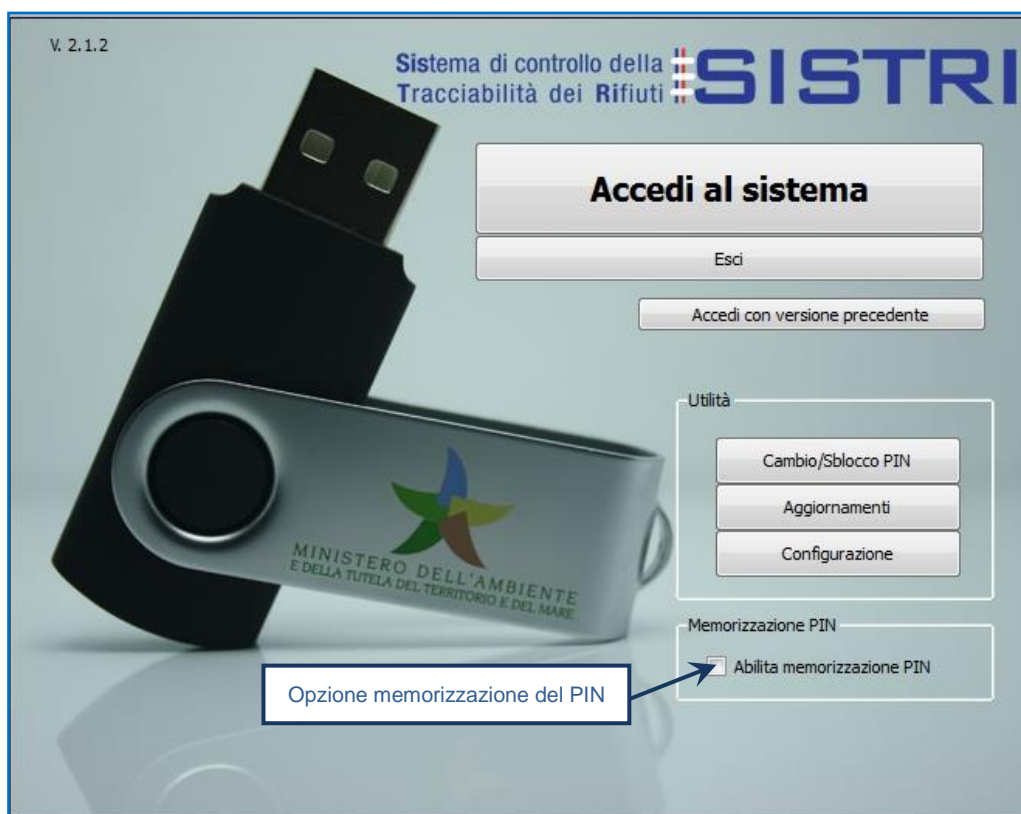 V. 2.1.2
Sistema di controllo della
Tracciabilità dei Rifiuti
SISTRI
Accedi al sistema
Esci
Accedi con versione precedente
Utilità
Cambio/Sblocco PIN
Aggiornamenti
Configurazione
MINISTERO DELL'AMBIENTE
E DELLA TUTELA DEL TERRITORIO E DEL MARE
Memorizzazione PIN
Abilita memorizzazione PIN
Opzione memorizzazione del PIN